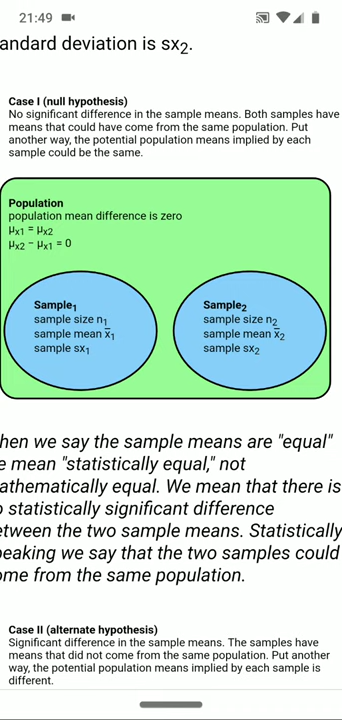 21:49
andard deviation is sx₂.
Case I (null hypothesis)
No significant difference in the sample means. Both samples have
means that could have come from the same population. Put
another way, the potential population means implied by each
sample could be the same.
Population
population mean difference is zero
μx1 = μx2
μx2 − μx1 = 0
Sample₁
sample size n₁
sample mean x̅₁
sample sx₁
Sample₂
sample size n₂
sample mean x̅₂
sample sx₂
hen we say the sample means are "equal"
e mean "statistically equal," not
athematically equal. We mean that there is
o statistically significant difference
etween the two sample means. Statistically
peaking we say that the two samples could
ome from the same population.
Case II (alternate hypothesis)
Significant difference in the sample means. The samples have
means that did not come from the same population. Put another
way, the potential population means implied by each sample is
different.